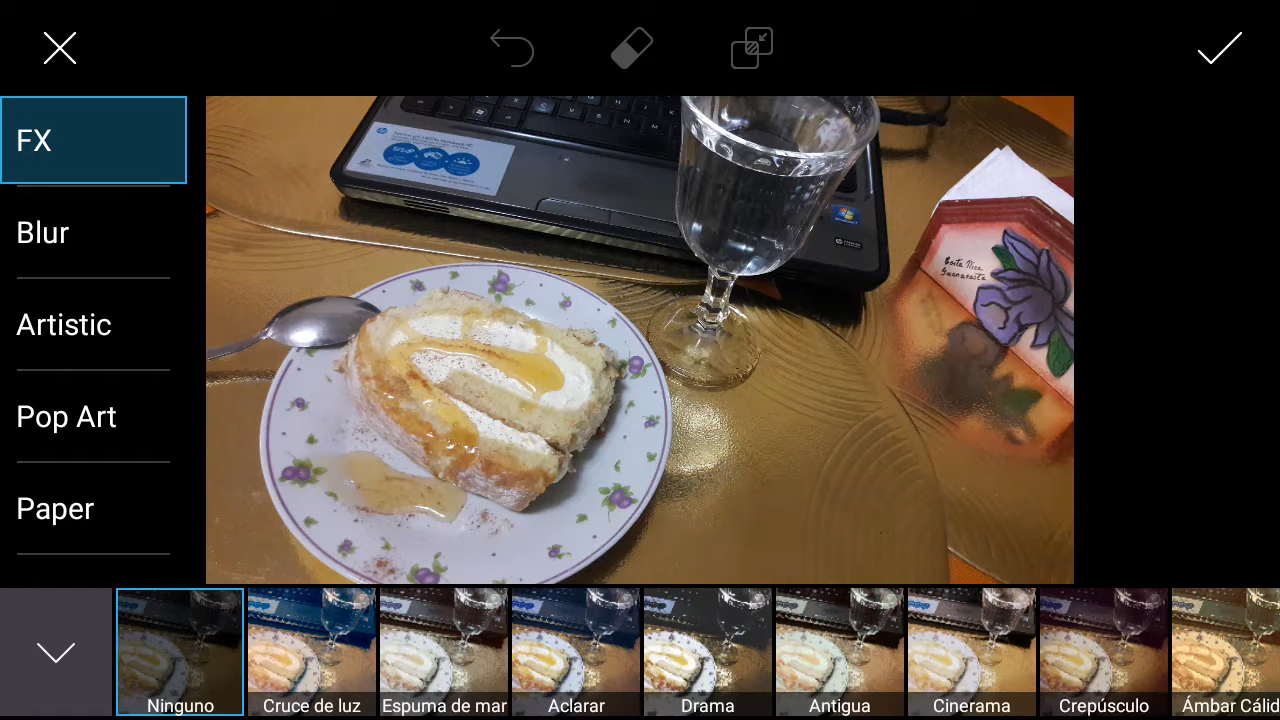 FX
Blur
Artistic
Pop Art
Paper
Costa Rica
Guanacaste
hp
Ninguno
Cruce de luz
Espuma de mar
Aclarar
Drama
Antigua
Cinerama
Crepúsculo
Ámbar Cálid